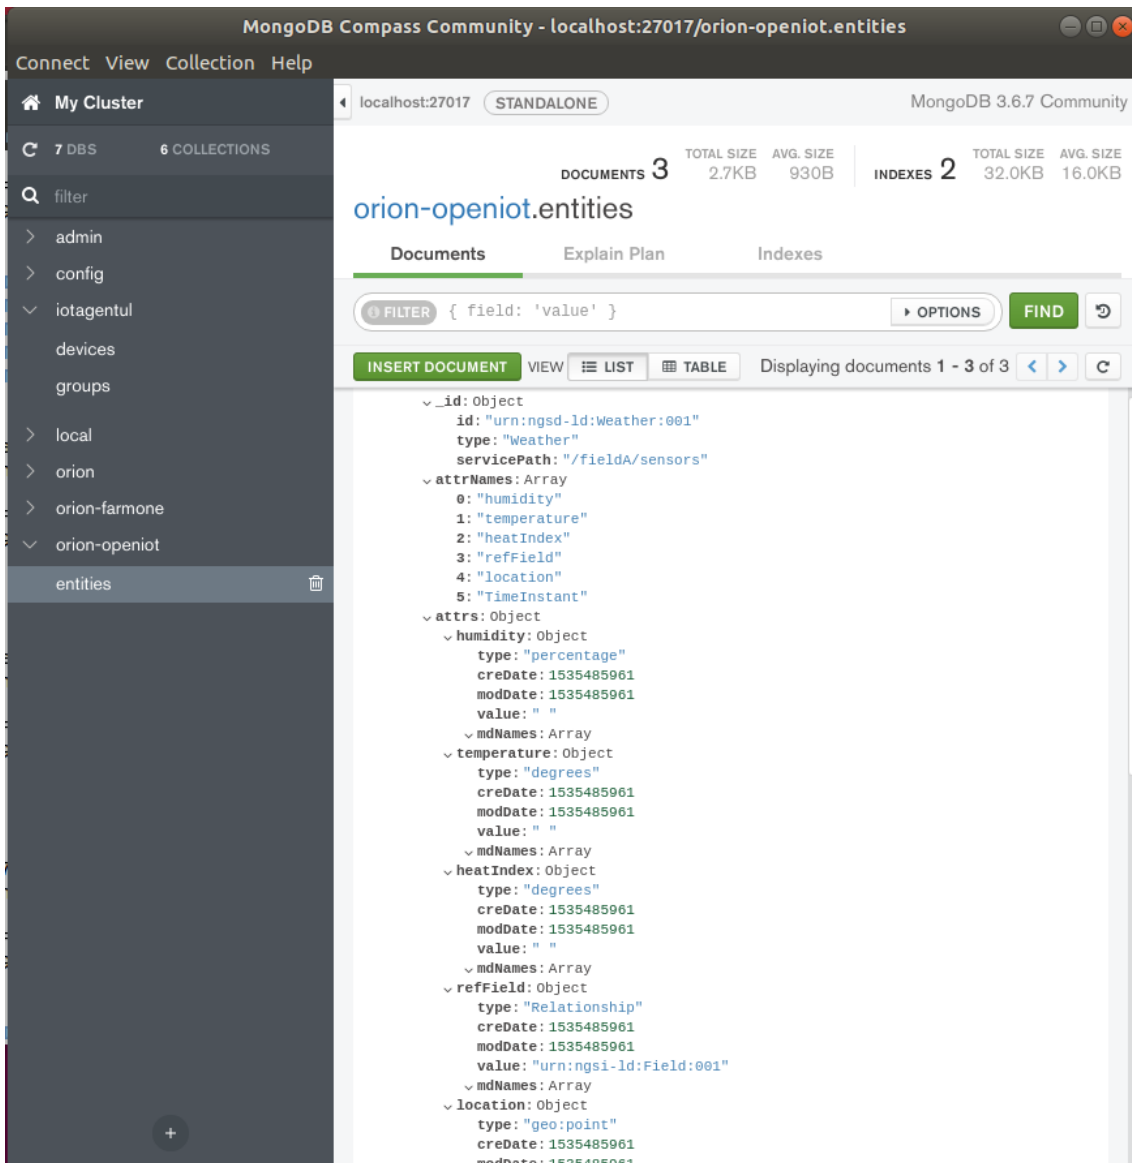 MongoDB Compass Community - localhost:27017/orion-openiot.entities
Connect View Collection Help
My Cluster
localhost:27017 STANDALONE MongoDB 3.6.7 Community
7 DBS 6 COLLECTIONS
DOCUMENTS 3 TOTAL SIZE 2.7KB AVG. SIZE 930B INDEXES 2 TOTAL SIZE 32.0KB AVG. SIZE 16.0KB
filter
orion-openiot.entities
admin
config
iotagentul
devices
groups
local
orion
orion-farmone
orion-openiot
entities
Documents Explain Plan Indexes
FILTER { field: 'value' } OPTIONS FIND
INSERT DOCUMENT VIEW LIST TABLE Displaying documents 1 - 3 of 3
_id: Object
id: "urn:ngsd-ld:Weather:001"
type: "Weather"
servicePath: "/fieldA/sensors"
attrNames: Array
0: "humidity"
1: "temperature"
2: "heatIndex"
3: "refField"
4: "location"
5: "TimeInstant"
attrs: Object
humidity: Object
type: "percentage"
creDate: 1535485961
modDate: 1535485961
value: " "
mdNames: Array
temperature: Object
type: "degrees"
creDate: 1535485961
modDate: 1535485961
value: " "
mdNames: Array
heatIndex: Object
type: "degrees"
creDate: 1535485961
modDate: 1535485961
value: " "
mdNames: Array
refField: Object
type: "Relationship"
creDate: 1535485961
modDate: 1535485961
value: "urn:ngsi-ld:Field:001"
mdNames: Array
location: Object
type: "geo:point"
creDate: 1535485961
modDate: 1535485961